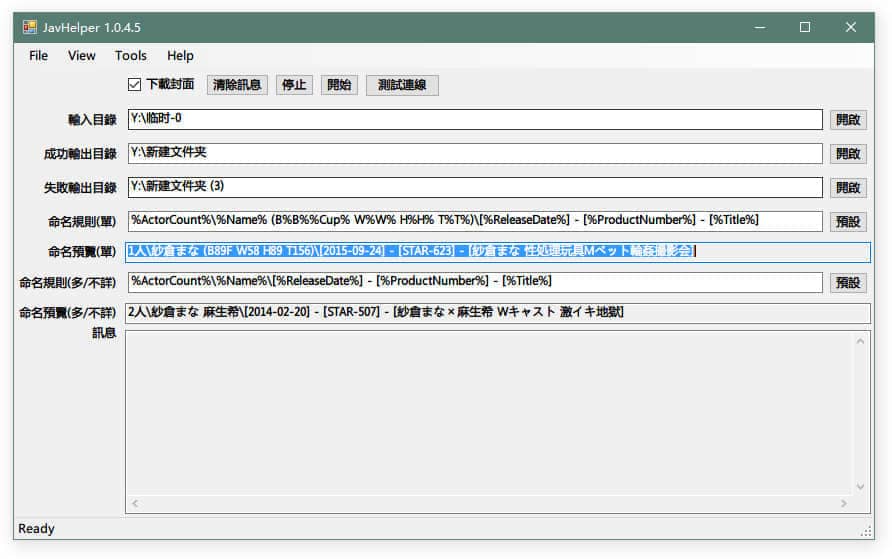 JavHelper 1.0.4.5
File View Tools Help
下載封面 清除訊息 停止 開始 測試連線
輸入目錄 Y:\临时-0 開啟
成功輸出目錄 Y:\新建文件夹 開啟
失敗輸出目錄 Y:\新建文件夹 (3) 開啟
命名規則(單) %ActorCount%\%Name% (B%B%%Cup% W%W% H%H% T%T%)\[%ReleaseDate%] - [%ProductNumber%] - [%Title%] 預設
命名預覽(單) 1人\紗倉まな (B89F W58 H89 T156)\[2015-09-24] - [STAR-623] - [紗倉まな 性処理玩具Mペット輪姦撮影会]
命名規則(多/不詳) %ActorCount%\%Name%\[%ReleaseDate%] - [%ProductNumber%] - [%Title%] 預設
命名預覽(多/不詳) 2人\紗倉まな 麻生希\[2014-02-20] - [STAR-507] - [紗倉まな×麻生希 Wキャスト 激イキ地獄]
訊息
Ready